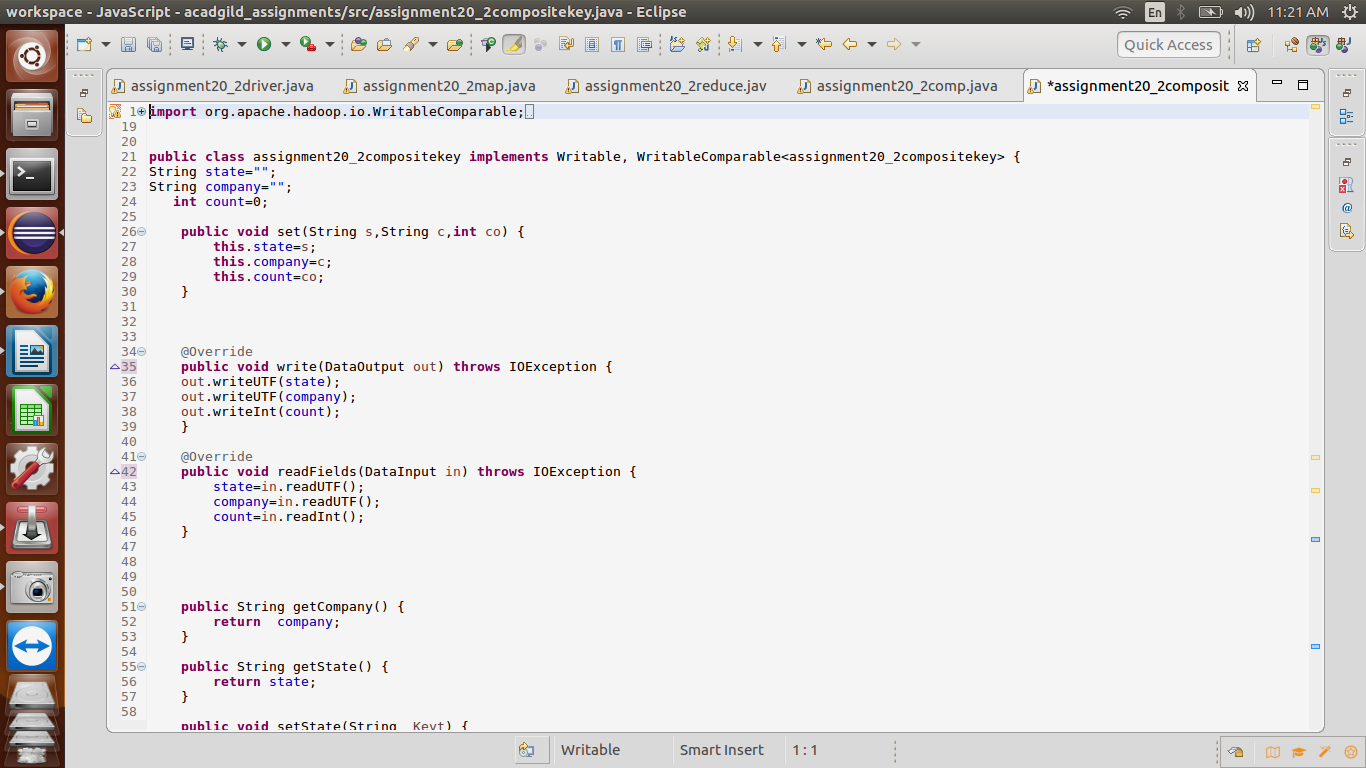 workspace - JavaScript - acadgild_assignments/src/assignment20_2compositekey.java - Eclipse
En
11:21 AM
Quick Access
assignment20_2driver.java
assignment20_2map.java
assignment20_2reduce.jav
assignment20_2comp.java
*assignment20_2composit
1 import org.apache.hadoop.io.WritableComparable;
19
20
21 public class assignment20_2compositekey implements Writable, WritableComparable<assignment20_2compositekey> {
22 String state="";
23 String company="";
24 int count=0;
25
26 public void set(String s,String c,int co) {
27 this.state=s;
28 this.company=c;
29 this.count=co;
30 }
31
32
33
34 @Override
35 public void write(DataOutput out) throws IOException {
36 out.writeUTF(state);
37 out.writeUTF(company);
38 out.writeInt(count);
39 }
40
41 @Override
42 public void readFields(DataInput in) throws IOException {
43 state=in.readUTF();
44 company=in.readUTF();
45 count=in.readInt();
46 }
47
48
49
50
51 public String getCompany() {
52 return  company;
53 }
54
55 public String getState() {
56 return state;
57 }
58
public void setState(String  Keyt) {
Writable
Smart Insert
1 : 1